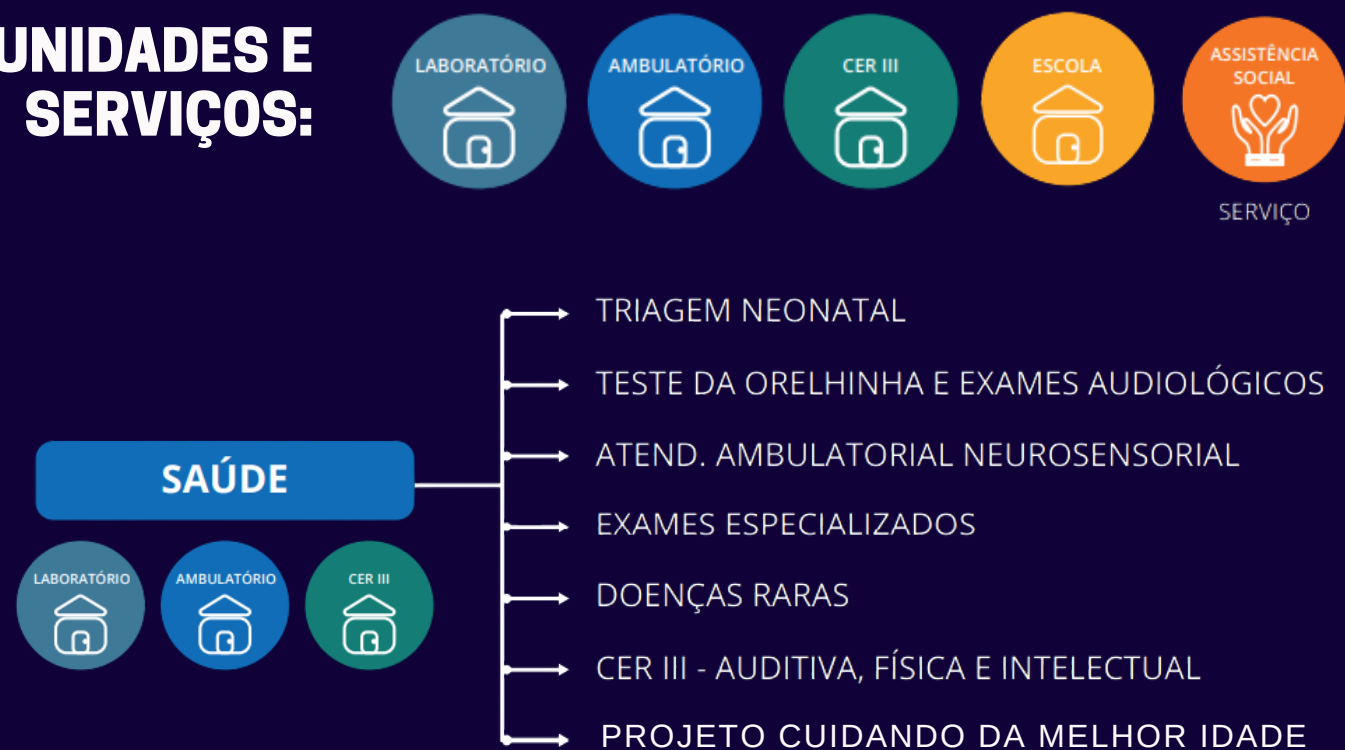 UNIDADES E
SERVIÇOS:
LABORATÓRIO
AMBULATÓRIO
CER III
ESCOLA
ASSISTÊNCIA
SOCIAL
SERVIÇO
TRIAGEM NEONATAL
TESTE DA ORELHINHA E EXAMES AUDIOLÓGICOS
ATEND. AMBULATORIAL NEUROSENSORIAL
SAÚDE
EXAMES ESPECIALIZADOS
LABORATÓRIO
AMBULATÓRIO
CER III
DOENÇAS RARAS
CER III - AUDITIVA, FÍSICA E INTELECTUAL
PROJETO CUIDANDO DA MELHOR IDADE